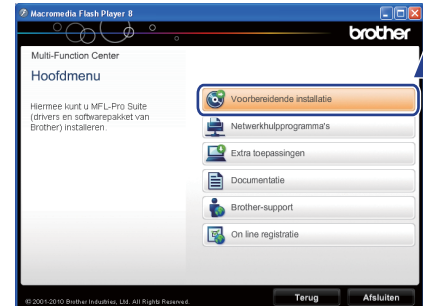 Macromedia Flash Player 8
brother
Multi-Function Center
Hoofdmenu
Hiermee kunt u MFL-Pro Suite
(drivers en softwarepakket van
Brother) installeren.
Voorbereidende installatie
Netwerkhulpprogramma's
Extra toepassingen
Documentatie
Brother-support
On line registratie
© 2001-2010 Brother Industries, Ltd. All Rights Reserved.
Terug
Afsluiten